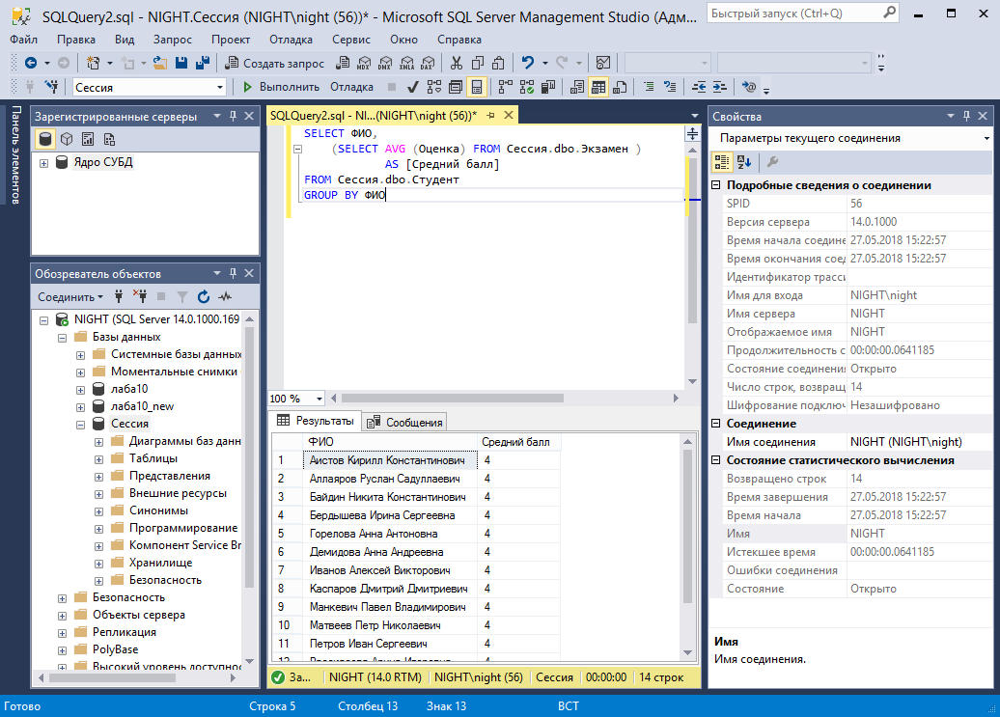 SQLQuery2.sql - NIGHT.Сессия (NIGHT\night (56))* - Microsoft SQL Server Management Studio (Адм...
Быстрый запуск (Ctrl+Q)
Файл Правка Вид Запрос Проект Отладка Сервис Окно Справка
Создать запрос MDX DMX XMLA DAX
Сессия Выполнить Отладка
Панель элементов
Зарегистрированные серверы
Ядро СУБД
Обозреватель объектов
Соединить
NIGHT (SQL Server 14.0.1000.169
Базы данных
Системные базы данных
Моментальные снимки
лаба10
лаба10_new
Сессия
Диаграммы баз данн
Таблицы
Представления
Внешние ресурсы
Синонимы
Программирование
Компонент Service Br
Хранилище
Безопасность
Безопасность
Объекты сервера
Репликация
PolyBase
Высокий уровень доступнос
SQLQuery2.sql - NI...(NIGHT\night (56))*
SELECT ФИО,
(SELECT AVG (Оценка) FROM Сессия.dbo.Экзамен )
AS [Средний балл]
FROM Сессия.dbo.Студент
GROUP BY ФИО
100 %
Результаты Сообщения
ФИО Средний балл
1 Аистов Кирилл Константинович 4
2 Аллаяров Руслан Садуллаевич 4
3 Байдин Никита Константинович 4
4 Бердышева Ирина Сергеевна 4
5 Горелова Анна Антоновна 4
6 Демидова Анна Андреевна 4
7 Иванов Алексей Викторович 4
8 Каспаров Дмитрий Дмитриевич 4
9 Манкевич Павел Владимирович 4
10 Матвеев Петр Николаевич 4
11 Петров Иван Сергеевич 4
За... NIGHT (14.0 RTM) NIGHT\night (56) Сессия 00:00:00 14 строк
Свойства
Параметры текущего соединения
Подробные сведения о соединении
SPID 56
Версия сервера 14.0.1000
Время начала соедине 27.05.2018 15:22:57
Время окончания соед 27.05.2018 15:22:57
Идентификатор трасси
Имя для входа NIGHT\night
Имя сервера NIGHT
Отображаемое имя NIGHT
Продолжительность с 00:00:00.0641185
Состояние соединени Открыто
Число строк, возвращ 14
Шифрование подключ Незашифровано
Соединение
Имя соединения NIGHT (NIGHT\night)
Состояние статистического вычисления
Возвращено строк 14
Время завершения 27.05.2018 15:22:57
Время начала 27.05.2018 15:22:57
Имя NIGHT
Истекшее время 00:00:00.0641185
Ошибки соединения
Состояние Открыто
Имя
Имя соединения.
Готово Строка 5 Столбец 13 Знак 13 ВСТ